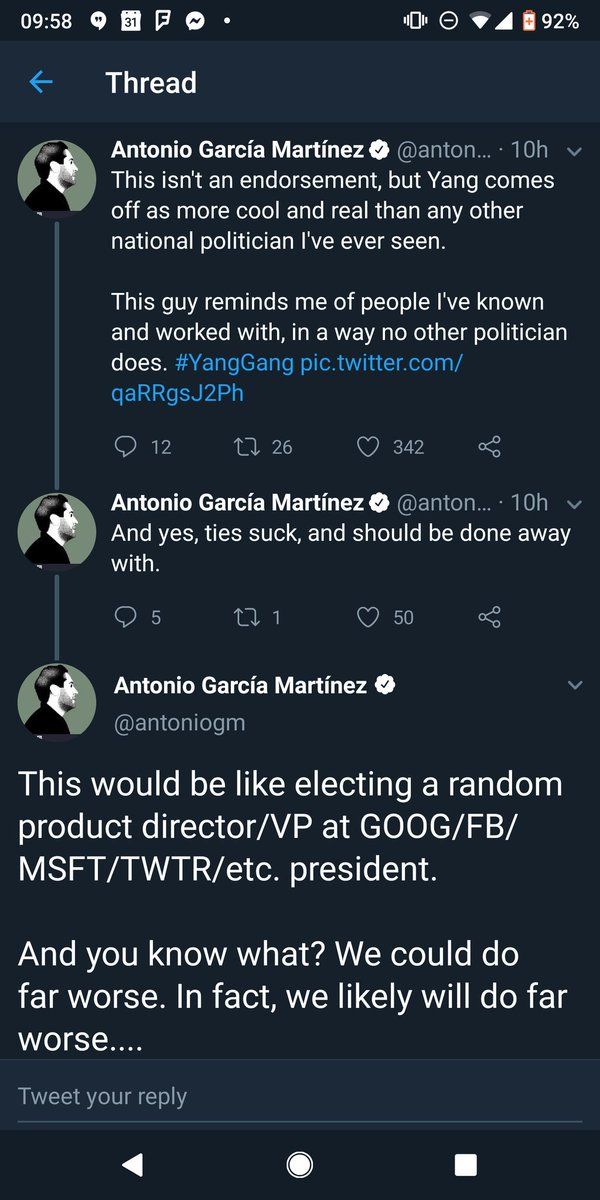 09:58
31
92%
Thread
Antonio García Martínez @anton... · 10h
This isn't an endorsement, but Yang comes
off as more cool and real than any other
national politician I've ever seen.
This guy reminds me of people I've known
and worked with, in a way no other politician
does. #YangGang pic.twitter.com/
qaRRgsJ2Ph
12 26 342
Antonio García Martínez @anton... · 10h
And yes, ties suck, and should be done away
with.
5 1 50
Antonio García Martínez
@antoniogm
This would be like electing a random
product director/VP at GOOG/FB/
MSFT/TWTR/etc. president.
And you know what? We could do
far worse. In fact, we likely will do far
worse....
Tweet your reply